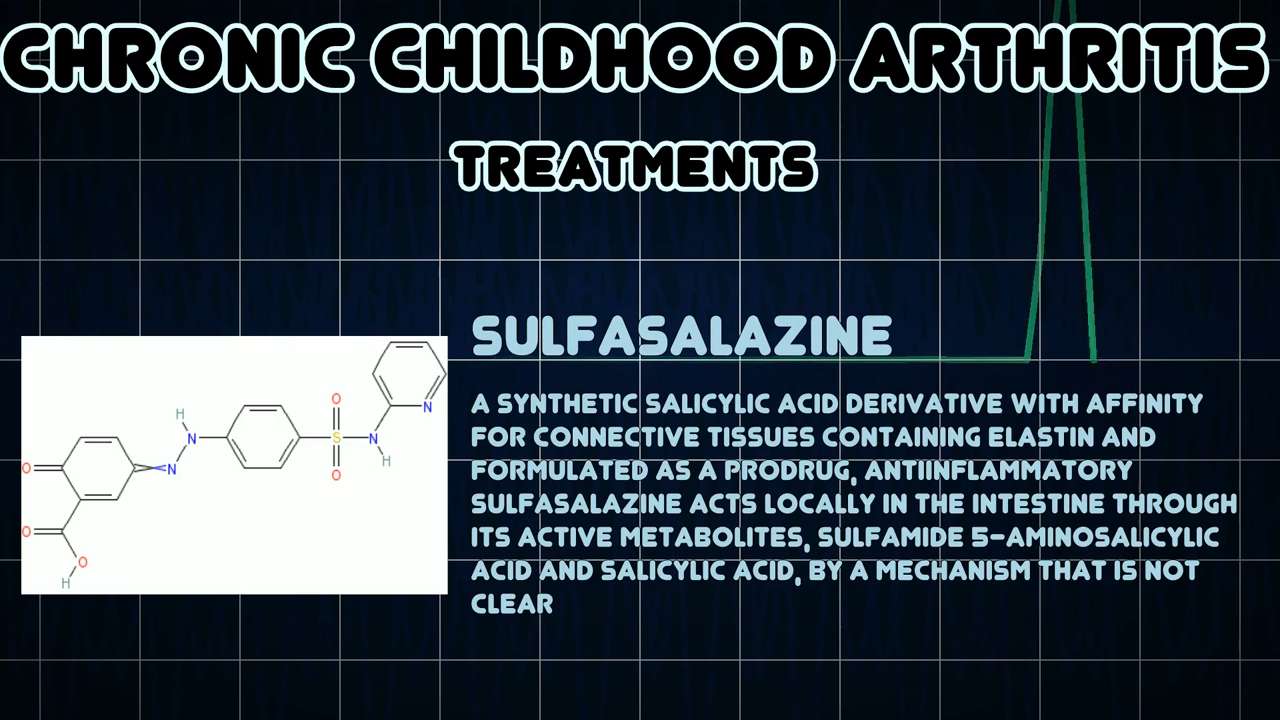 CHRONIC CHILDHOOD ARTHRITIS
TREATMENTS
SULFASALAZINE
A SYNTHETIC SALICYLIC ACID DERIVATIVE WITH AFFINITY
FOR CONNECTIVE TISSUES CONTAINING ELASTIN AND
FORMULATED AS A PRODRUG, ANTIINFLAMMATORY
SULFASALAZINE ACTS LOCALLY IN THE INTESTINE THROUGH
ITS ACTIVE METABOLITES, SULFAMIDE 5-AMINOSALICYLIC
ACID AND SALICYLIC ACID, BY A MECHANISM THAT IS NOT
CLEAR
O
H
N
N
O
S
O
N
H
N
O
O
H